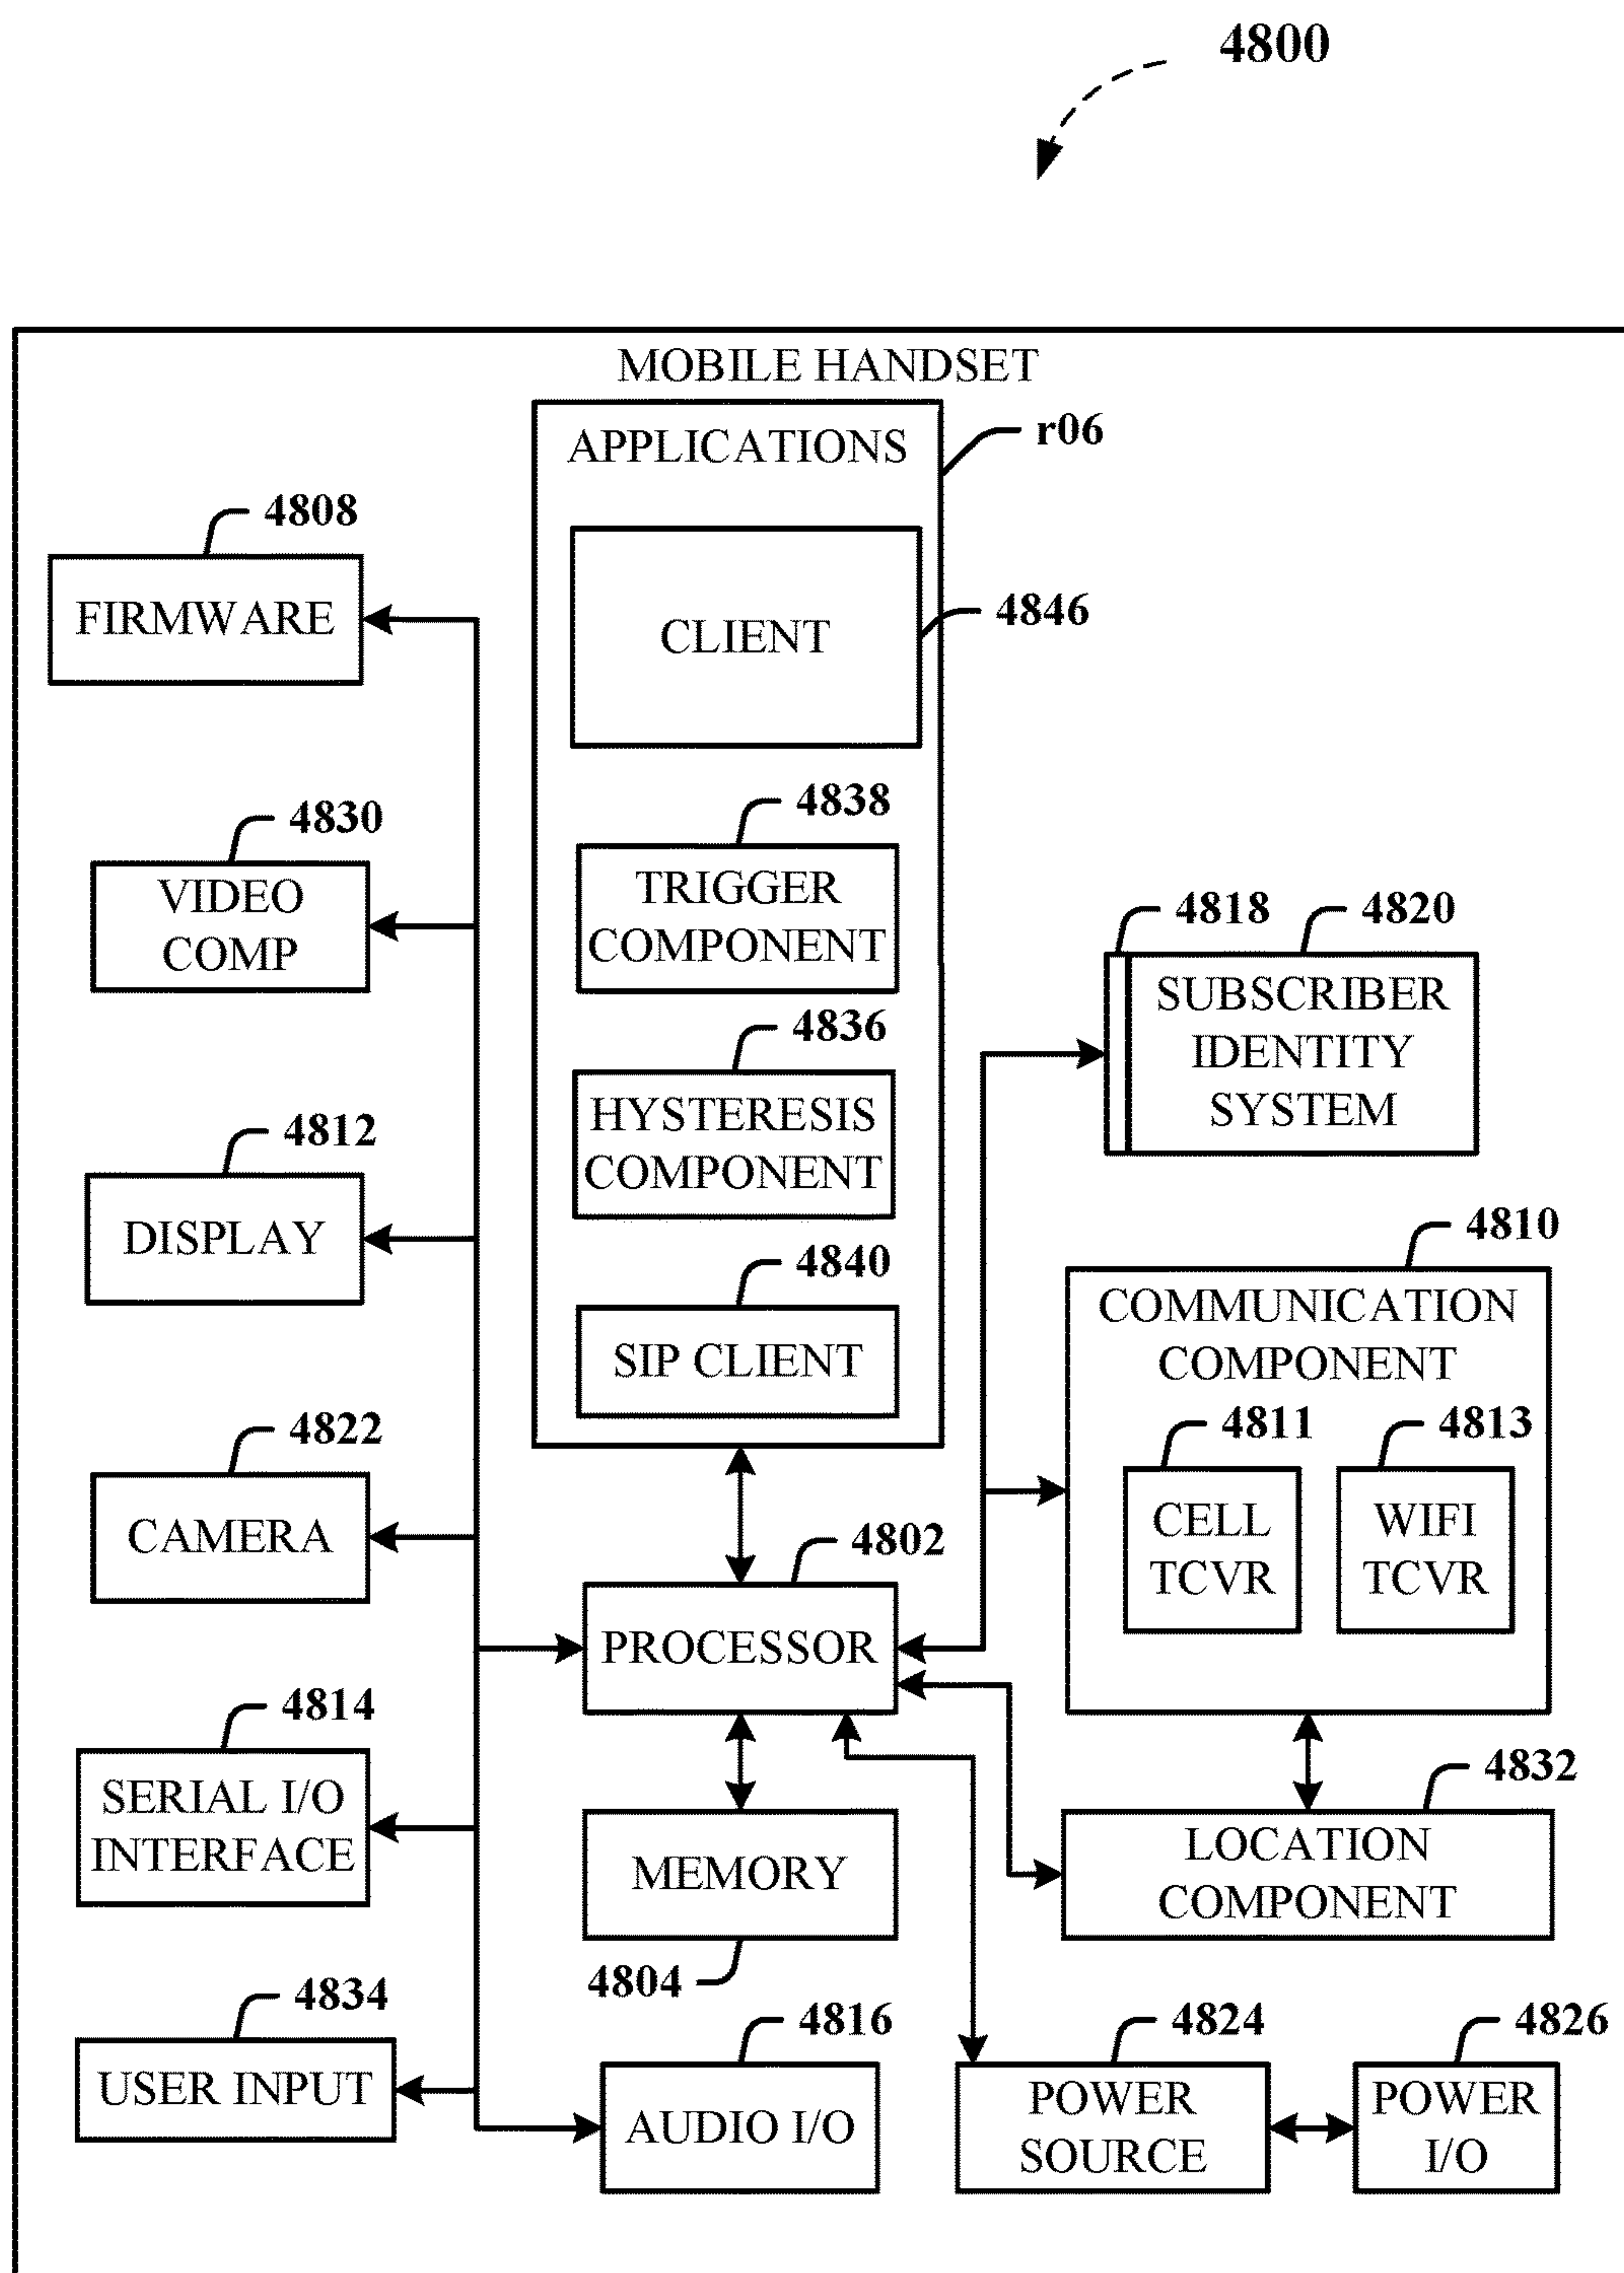 4800
MOBILE HANDSET
APPLICATIONS
r06
4808
FIRMWARE
CLIENT
4846
4830
VIDEO
COMP
4838
TRIGGER
COMPONENT
4818
4820
SUBSCRIBER
IDENTITY
SYSTEM
4836
HYSTERESIS
COMPONENT
4812
DISPLAY
4840
SIP CLIENT
4810
COMMUNICATION
COMPONENT
4811
CELL
TCVR
4813
WIFI
TCVR
4822
CAMERA
4802
PROCESSOR
4814
SERIAL I/O
INTERFACE
MEMORY
4804
4832
LOCATION
COMPONENT
4834
USER INPUT
4816
AUDIO I/O
4824
POWER
SOURCE
4826
POWER
I/O